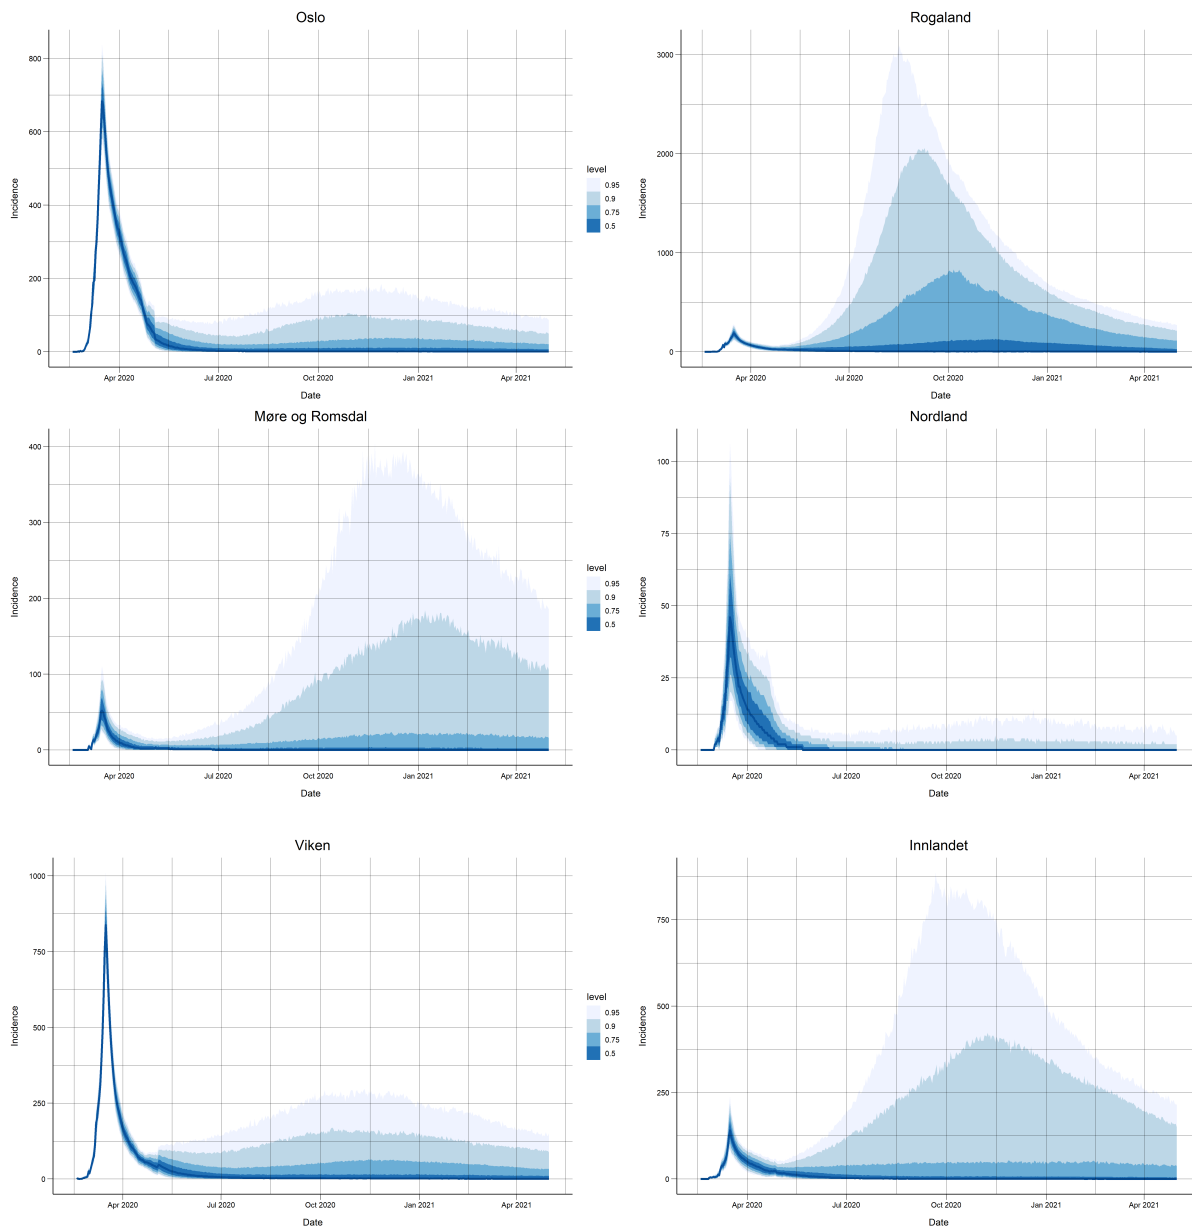 Oslo
800
600
400
200
0
Incidence
Apr 2020 Jul 2020 Oct 2020 Jan 2021 Apr 2021
Date
level
0.95
0.9
0.75
0.5
Rogaland
3000
2000
1000
0
Incidence
Apr 2020 Jul 2020 Oct 2020 Jan 2021 Apr 2021
Date
Møre og Romsdal
400
300
200
100
0
Incidence
Apr 2020 Jul 2020 Oct 2020 Jan 2021 Apr 2021
Date
level
0.95
0.9
0.75
0.5
Nordland
100
75
50
25
0
Incidence
Apr 2020 Jul 2020 Oct 2020 Jan 2021 Apr 2021
Date
Viken
1000
750
500
250
0
Incidence
Apr 2020 Jul 2020 Oct 2020 Jan 2021 Apr 2021
Date
level
0.95
0.9
0.75
0.5
Innlandet
750
500
250
0
Incidence
Apr 2020 Jul 2020 Oct 2020 Jan 2021 Apr 2021
Date